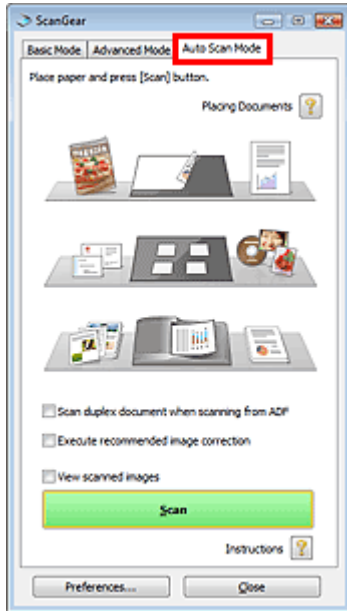 ScanGear
Basic Mode Advanced Mode Auto Scan Mode
Place paper and press [Scan] button.
Placing Documents ?
MAGAZINE
Scan duplex document when scanning from ADF
Execute recommended image correction
View scanned images
Scan
Instructions ?
Preferences... Close